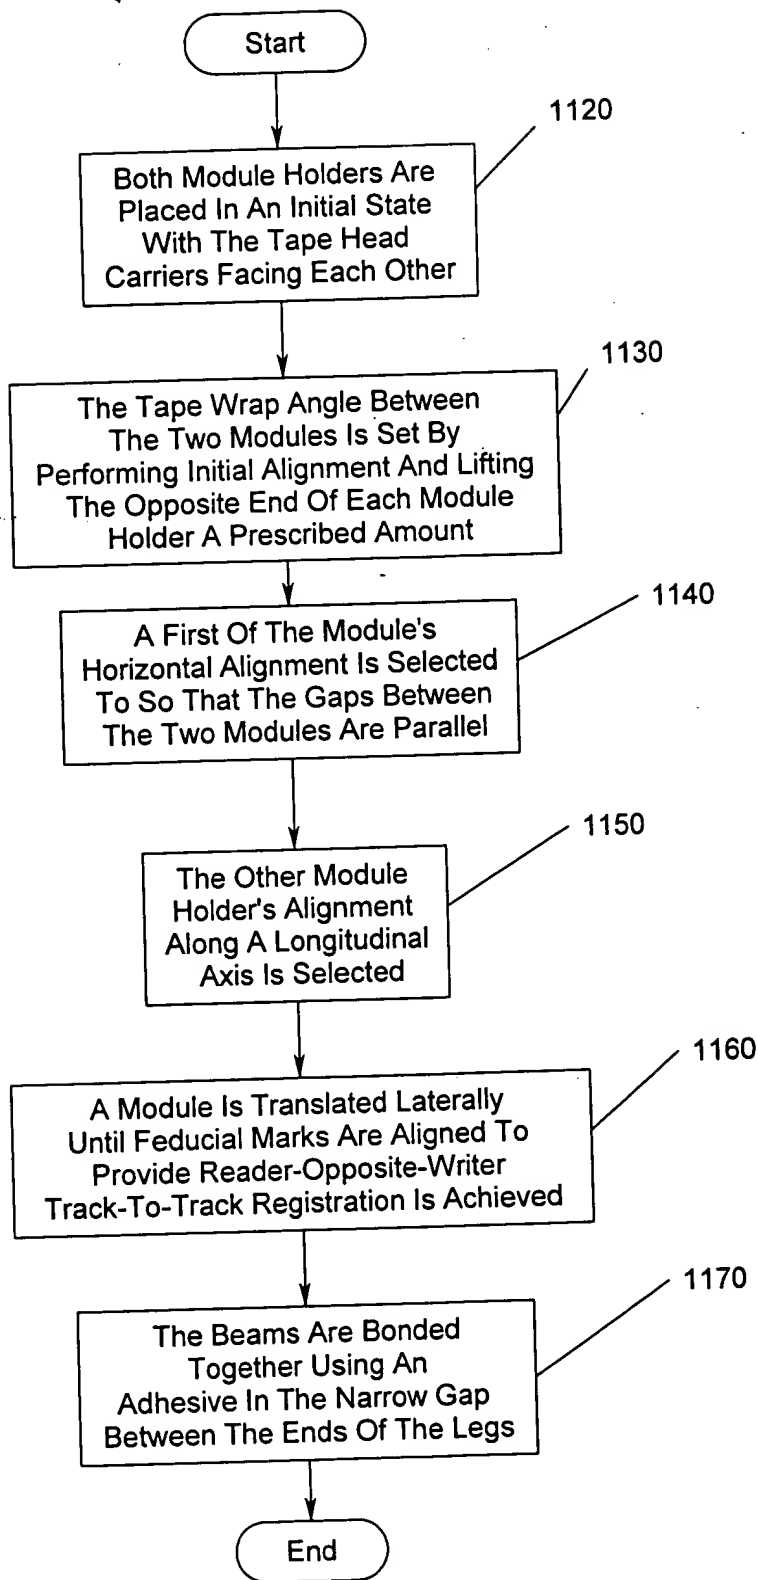 Start
1120
Both Module Holders Are
Placed In An Initial State
With The Tape Head
Carriers Facing Each Other
1130
The Tape Wrap Angle Between
The Two Modules Is Set By
Performing Initial Alignment And Lifting
The Opposite End Of Each Module
Holder A Prescribed Amount
1140
A First Of The Module's
Horizontal Alignment Is Selected
To So That The Gaps Between
The Two Modules Are Parallel
1150
The Other Module
Holder's Alignment
Along A Longitudinal
Axis Is Selected
1160
A Module Is Translated Laterally
Until Feducial Marks Are Aligned To
Provide Reader-Opposite-Writer
Track-To-Track Registration Is Achieved
1170
The Beams Are Bonded
Together Using An
Adhesive In The Narrow Gap
Between The Ends Of The Legs
End